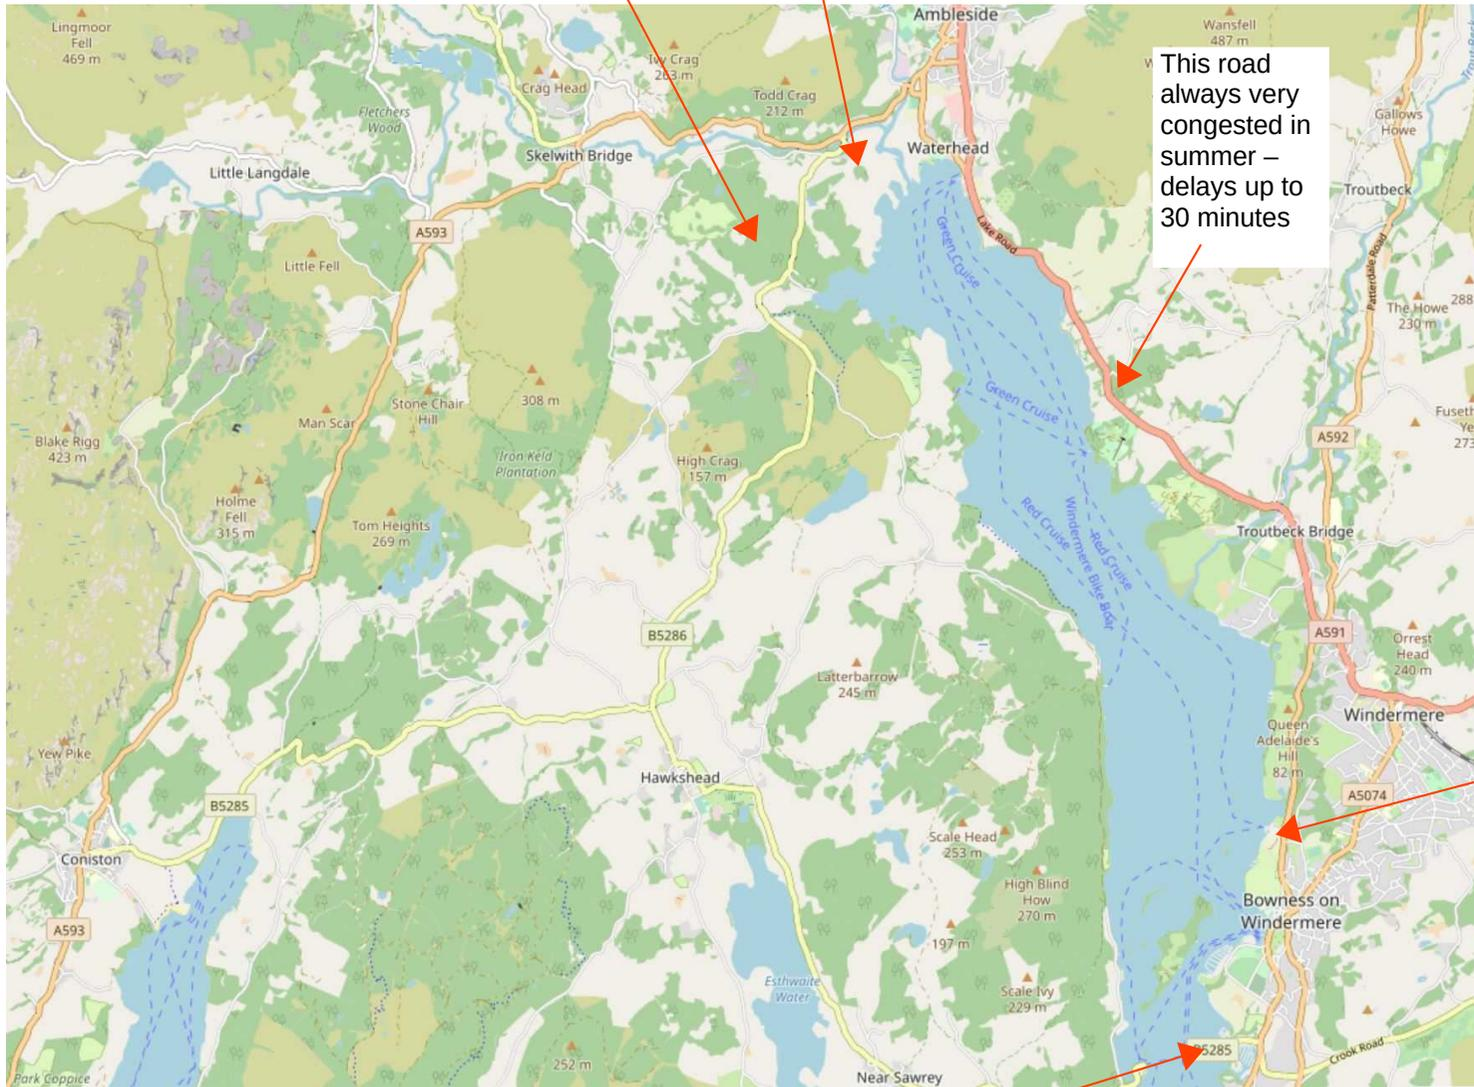 Ambleside
Lingmoor
Fell
469 m
Wansfell
487 m
Ivy Crag
263 m
Crag Head
Todd Crag
212 m
This road
always very
congested in
summer –
delays up to
30 minutes
Fletchers
Wood
Gallows
Howe
Skelwith Bridge
Waterhead
Little Langdale
Troutbeck
A593
Lake Road
Green Cruise
Patterdale Road
Little Fell
The Howe
230 m
288
Man Scar
Stone Chair
Hill
308 m
Green Cruise
Blake Rigg
423 m
A592
Iron Keld
Plantation
High Crag
157 m
Holme
Fell
315 m
Tom Heights
269 m
Red Cruise
Windermere Bike Boat
Red Cruise
Troutbeck Bridge
B5286
A591
Orrest
Head
240 m
Latterbarrow
245 m
Windermere
Yew Pike
Queen
Adelaide's
Hill
82 m
Hawkshead
B5285
A5074
Coniston
Scale Head
253 m
High Blind
How
270 m
Bowness on
Windermere
A593
197 m
Esthwaite
Water
Scale Ivy
229 m
252 m
B5285
Crook Road
Park Coppice
Near Sawrey